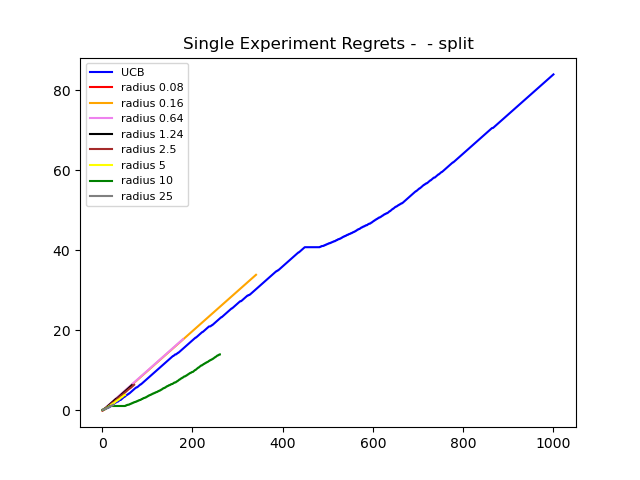 Single Experiment Regrets -  - split
UCB
radius 0.08
radius 0.16
radius 0.64
radius 1.24
radius 2.5
radius 5
radius 10
radius 25
80
60
40
20
0
0 200 400 600 800 1000